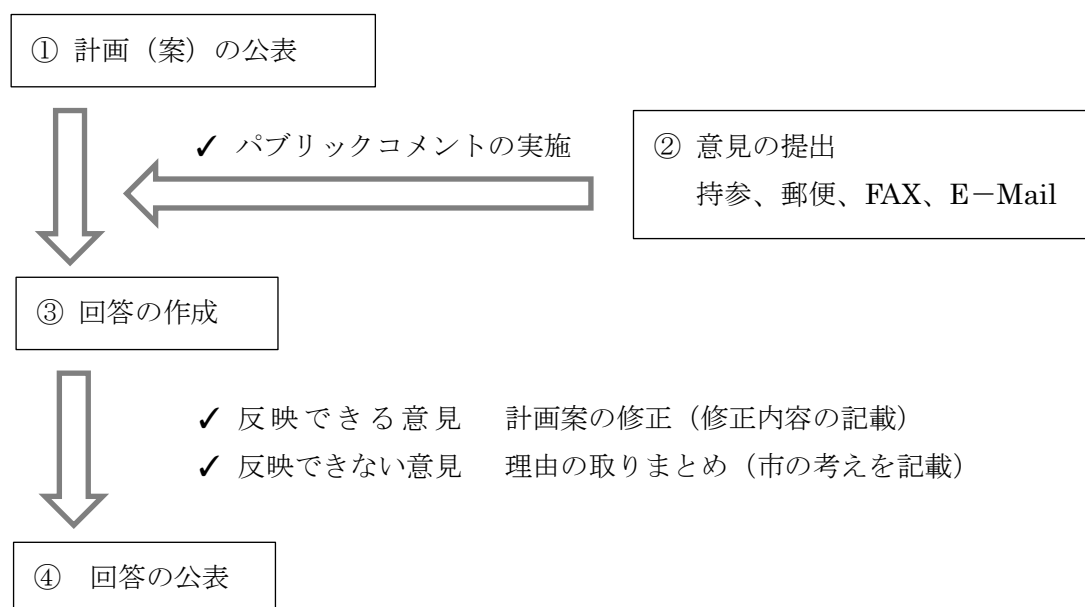 ① 計画（案）の公表
✓ パブリックコメントの実施
② 意見の提出
持参、郵便、FAX、E－Mail
③ 回答の作成
✓ 反映できる意見　計画案の修正（修正内容の記載）
✓ 反映できない意見　理由の取りまとめ（市の考えを記載）
④　回答の公表